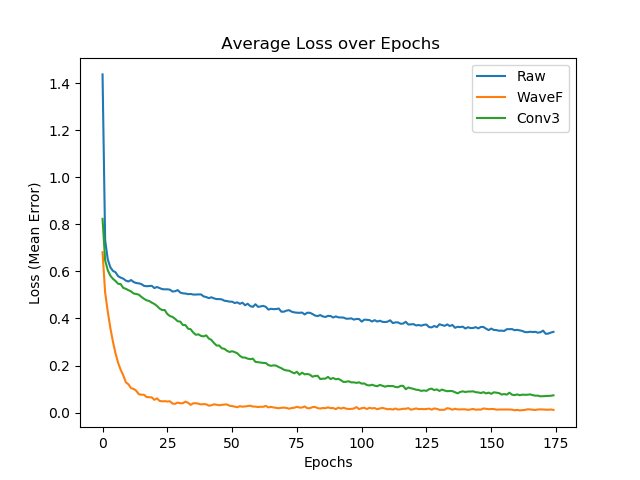 Average Loss over Epochs
Raw
WaveF
Conv3
Loss (Mean Error)
1.4
1.2
1.0
0.8
0.6
0.4
0.2
0.0
0 25 50 75 100 125 150 175
Epochs